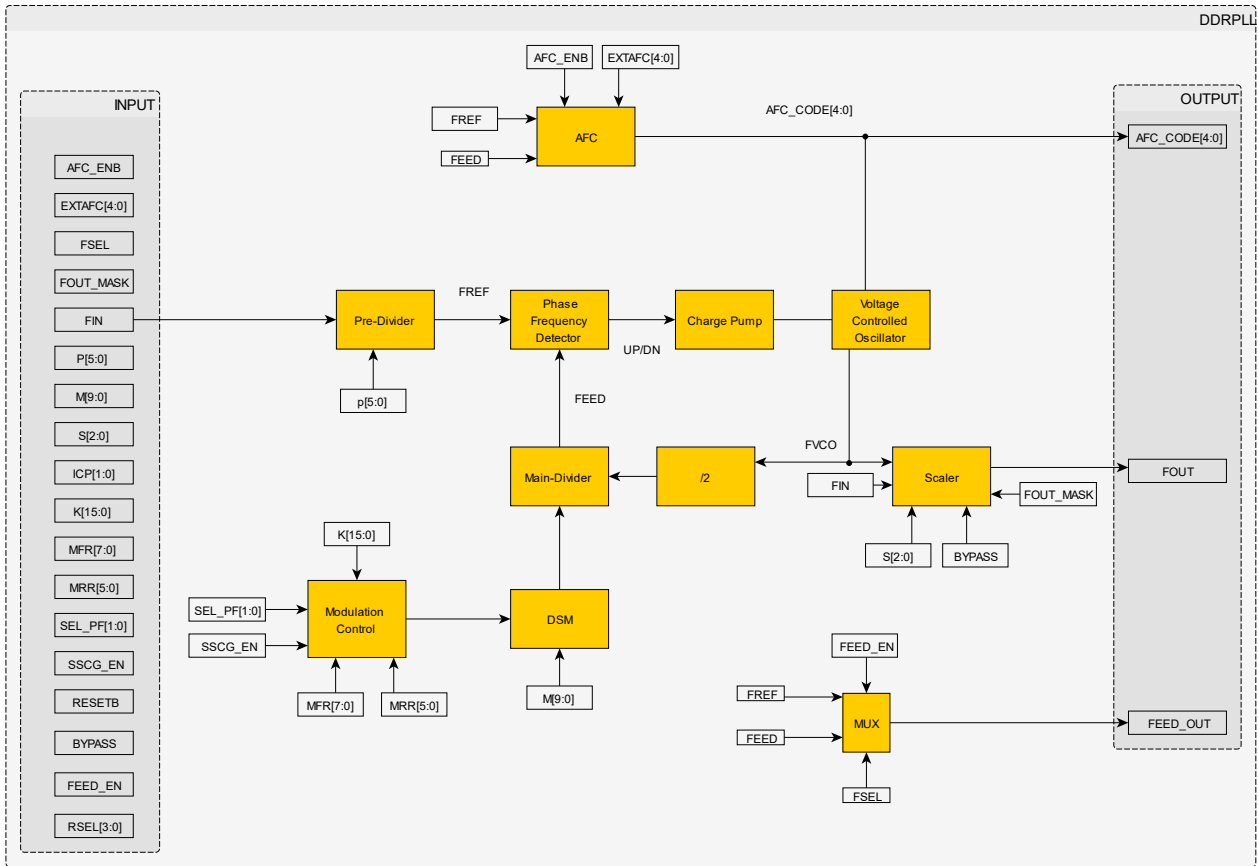 DDRPLL
INPUT
AFC_ENB
EXTAFC[4:0]
FSEL
FOUT_MASK
FIN
P[5:0]
M[9:0]
S[2:0]
ICP[1:0]
K[15:0]
MFR[7:0]
MRR[5:0]
SEL_PF[1:0]
SSCG_EN
RESETB
BYPASS
FEED_EN
RSEL[3:0]
AFC_ENB
EXTAFC[4:0]
FREF
FEED
AFC
AFC_CODE[4:0]
Pre-Divider
p[5:0]
FREF
Phase
Frequency
Detector
UP/DN
Charge Pump
Voltage
Controlled
Oscillator
FEED
Main-Divider
/2
FVCO
FIN
Scaler
FOUT_MASK
S[2:0]
BYPASS
K[15:0]
SEL_PF[1:0]
SSCG_EN
Modulation
Control
MFR[7:0]
MRR[5:0]
DSM
M[9:0]
FEED_EN
FREF
FEED
MUX
FSEL
OUTPUT
AFC_CODE[4:0]
FOUT
FEED_OUT